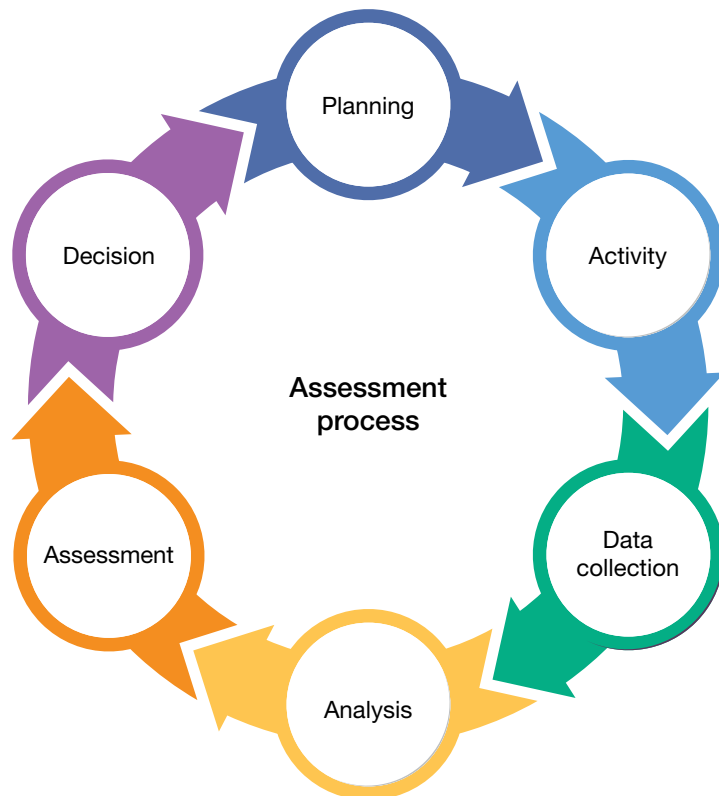 Planning
Activity
Data
collection
Analysis
Assessment
Decision
Assessment
process